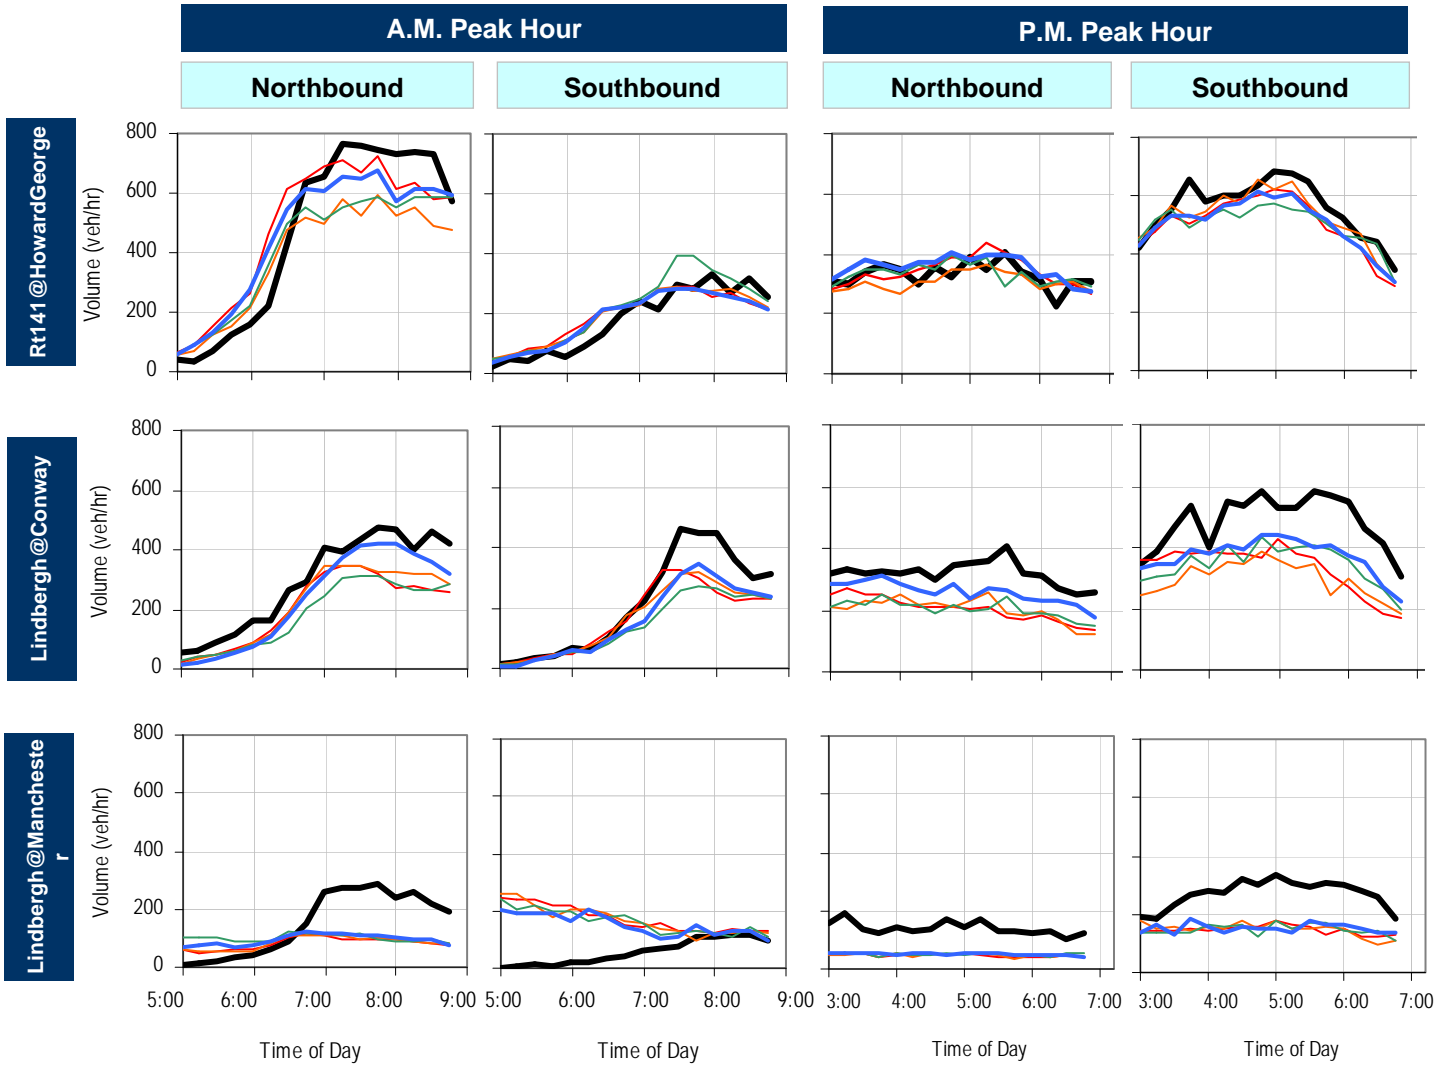 A.M. Peak Hour
P.M. Peak Hour
Northbound
Southbound
Northbound
Southbound
Rt141@HowardGeorge
Volume (veh/hr)
800
600
400
200
0
Lindbergh@Conway
Volume (veh/hr)
800
600
400
200
0
Lindbergh@Mancheste
r
Volume (veh/hr)
800
600
400
200
0
5:00 6:00 7:00 8:00 9:00
5:00 6:00 7:00 8:00 9:00
3:00 4:00 5:00 6:00 7:00
3:00 4:00 5:00 6:00 7:00
Time of Day
Time of Day
Time of Day
Time of Day